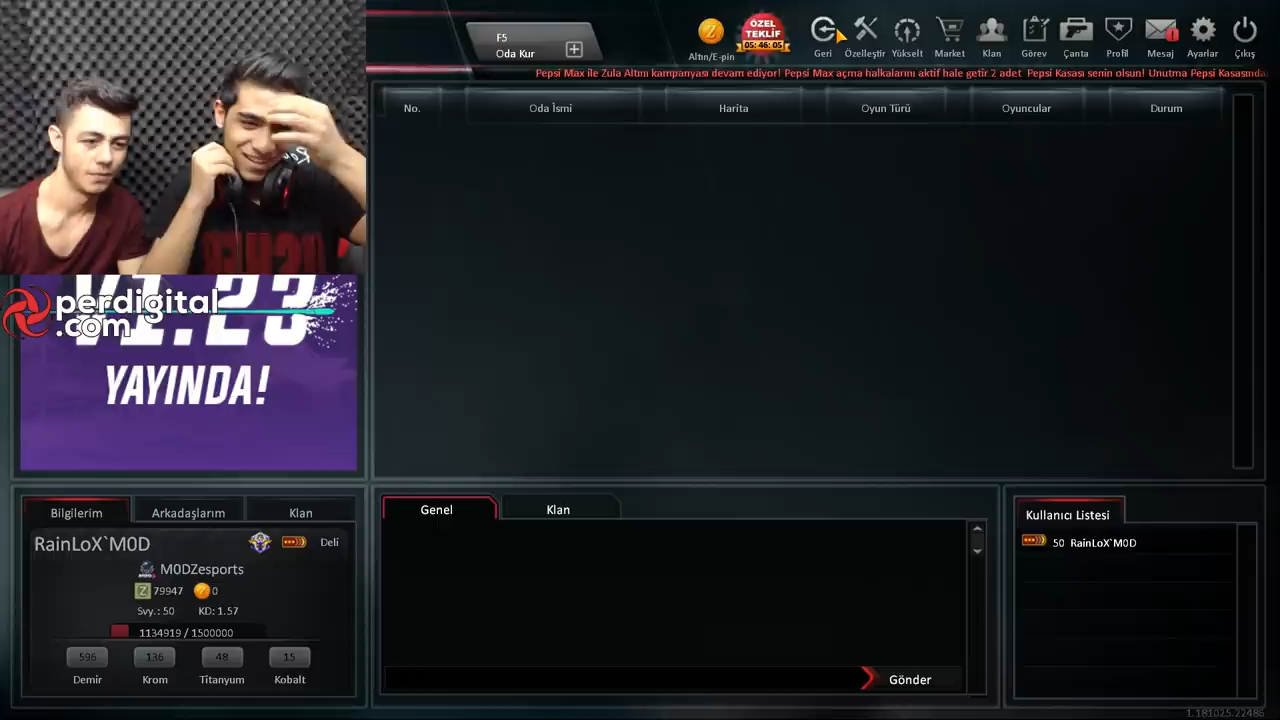 F5
Oda Kur
Altın/E-pin
ÖZEL
TEKLİF
05:46:05
Geri
Özelleştir
Yükselt
Market
Klan
Görev
Çanta
Profil
Mesaj
Ayarlar
Çıkış
Pepsi Max ile Zula Altını kampanyası devam ediyor! Pepsi Max açma halkalarını aktif hale getir 2 adet Pepsi Kasası senin olsun! Unutma Pepsi Kasasında
No.
Oda İsmi
Harita
Oyun Türü
Oyuncular
Durum
perdigital
.com
V1.23
YAYINDA!
Bilgilerim
Arkadaşlarım
Klan
RainLoX`M0D
Deli
M0DZesports
79947
0
Svy.: 50
KD: 1.57
1134919 / 1500000
596
136
48
15
Demir
Krom
Titanyum
Kobalt
Genel
Klan
Gönder
Kullanıcı Listesi
50 RainLoX`M0D
1.181025.22486